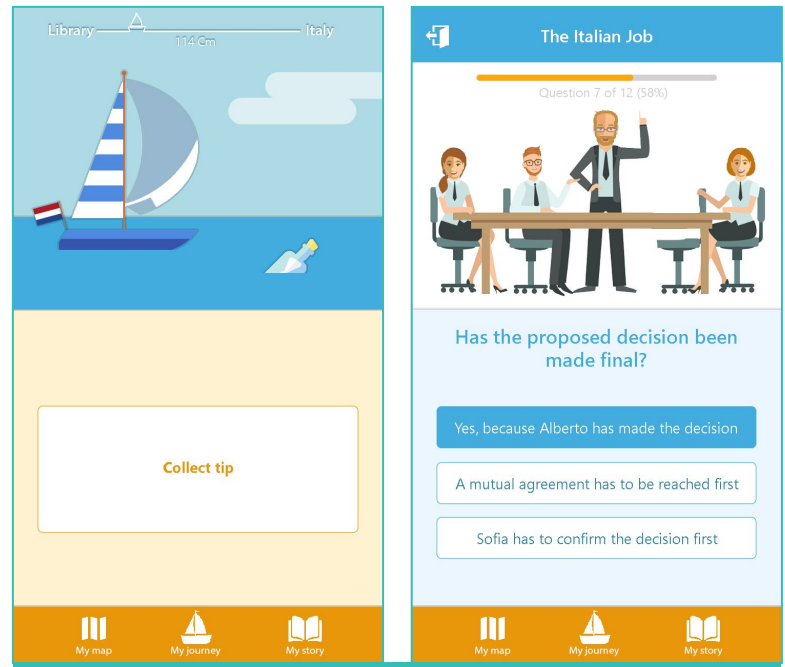 Library
Italy
114 Cm
Collect tip
My map
My journey
My story
The Italian Job
Question 7 of 12 (58%)
Has the proposed decision been
made final?
Yes, because Alberto has made the decision
A mutual agreement has to be reached first
Sofia has to confirm the decision first
My map
My journey
My story